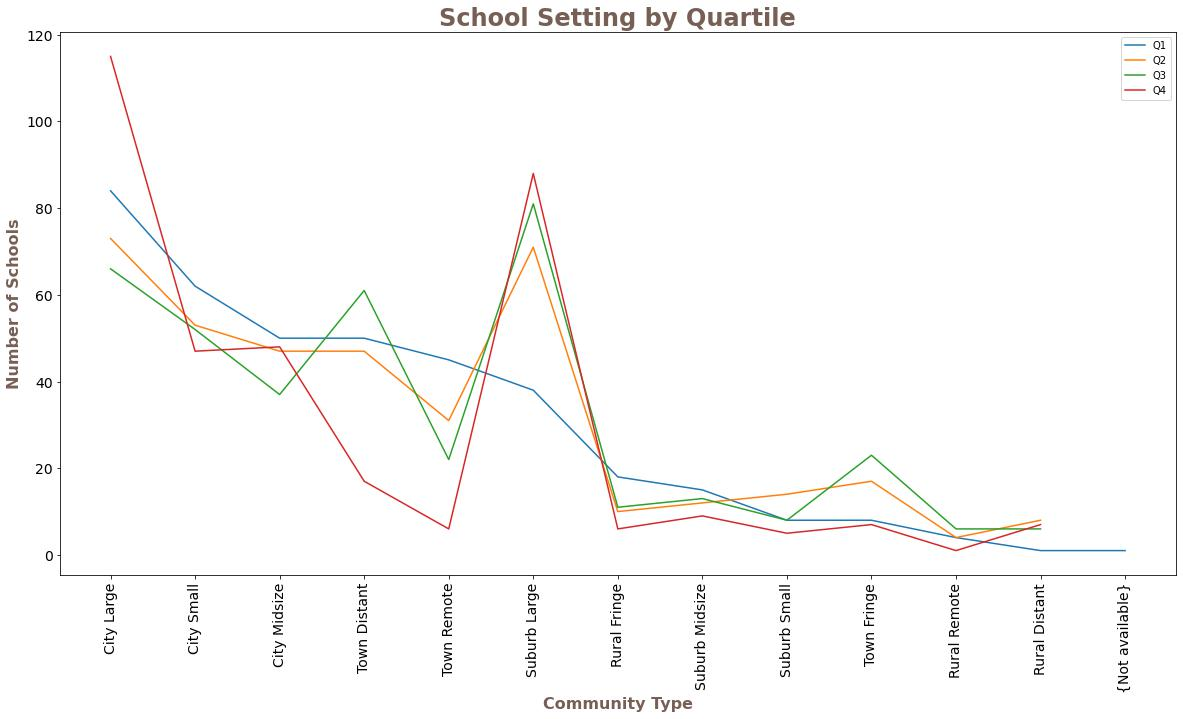 School Setting by Quartile
120
100
80
60
40
20
0
Number of Schools
Q1
Q2
Q3
Q4
City Large
City Small
City Midsize
Town Distant
Town Remote
Suburb Large
Rural Fringe
Suburb Midsize
Suburb Small
Town Fringe
Rural Remote
Rural Distant
{Not available}
Community Type